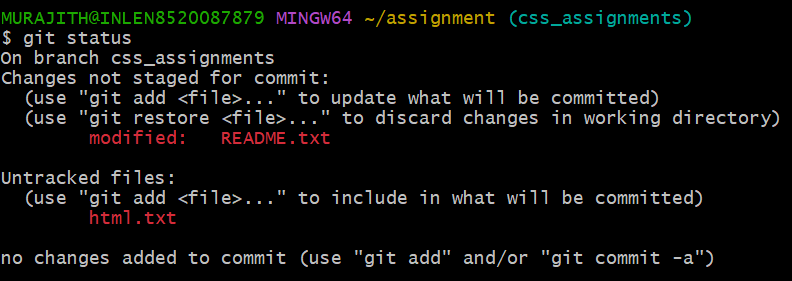 MURAJITH@INLEN8520087879 MINGW64 ~/assignment (css_assignments)
$ git status
On branch css_assignments
Changes not staged for commit:
  (use "git add <file>..." to update what will be committed)
  (use "git restore <file>..." to discard changes in working directory)
        modified:   README.txt

Untracked files:
  (use "git add <file>..." to include in what will be committed)
        html.txt

no changes added to commit (use "git add" and/or "git commit -a")